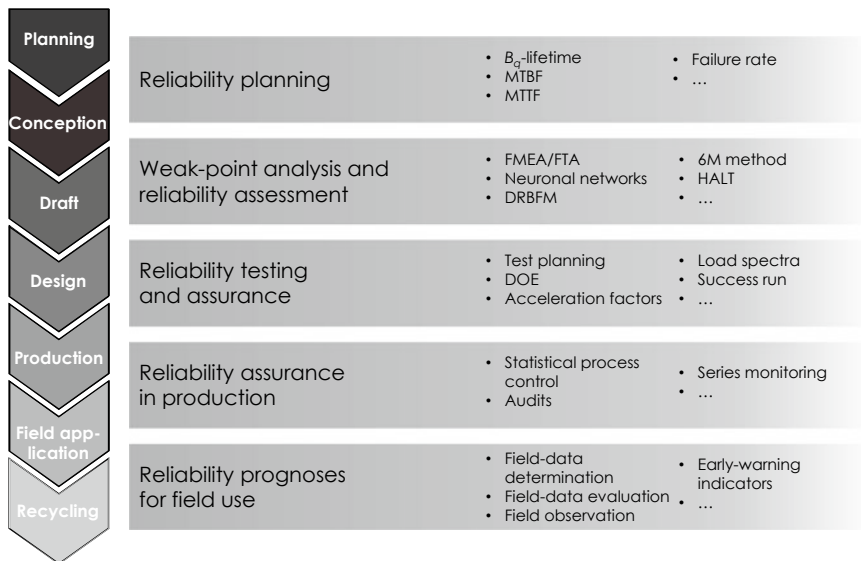 Planning
Conception
Draft
Design
Production
Field app-
lication
Recycling
Reliability planning
• Bq-lifetime
• MTBF
• MTTF
• Failure rate
• …
Weak-point analysis and
reliability assessment
• FMEA/FTA
• Neuronal networks
• DRBFM
• 6M method
• HALT
• …
Reliability testing
and assurance
• Test planning
• DOE
• Acceleration factors
• Load spectra
• Success run
• …
Reliability assurance
in production
• Statistical process
control
• Audits
• Series monitoring
• …
Reliability prognoses
for field use
• Field-data
determination
• Field-data evaluation
• Field observation
• Early-warning
indicators
• …